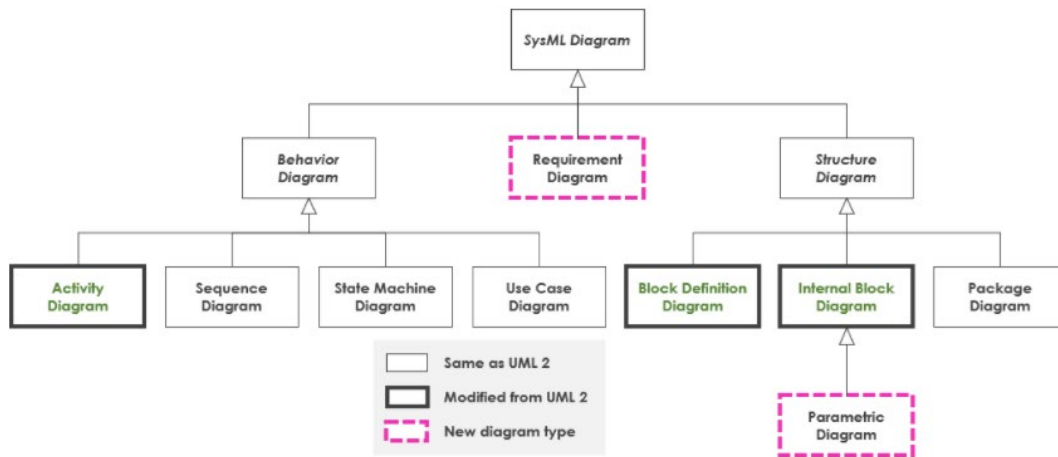 SysML Diagram
Behavior
Diagram
Requirement
Diagram
Structure
Diagram
Activity
Diagram
Sequence
Diagram
State Machine
Diagram
Use Case
Diagram
Block Definition
Diagram
Internal Block
Diagram
Package
Diagram
Same as UML 2
Modified from UML 2
New diagram type
Parametric
Diagram